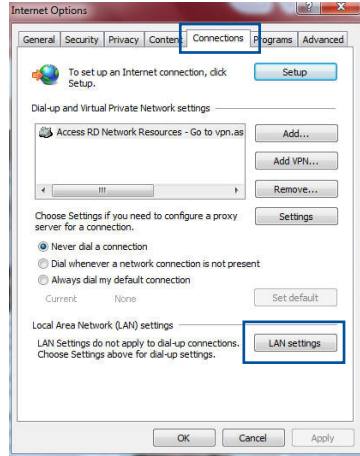 Internet Options
General Security Privacy Content Connections Programs Advanced
To set up an Internet connection, click
Setup.
Setup
Dial-up and Virtual Private Network settings
Access RD Network Resources - Go to vpn.as
Add...
Add VPN...
Remove...
Choose Settings if you need to configure a proxy
server for a connection.
Settings
Never dial a connection
Dial whenever a network connection is not present
Always dial my default connection
Current None
Set default
Local Area Network (LAN) settings
LAN Settings do not apply to dial-up connections.
Choose Settings above for dial-up settings.
LAN settings
OK Cancel Apply